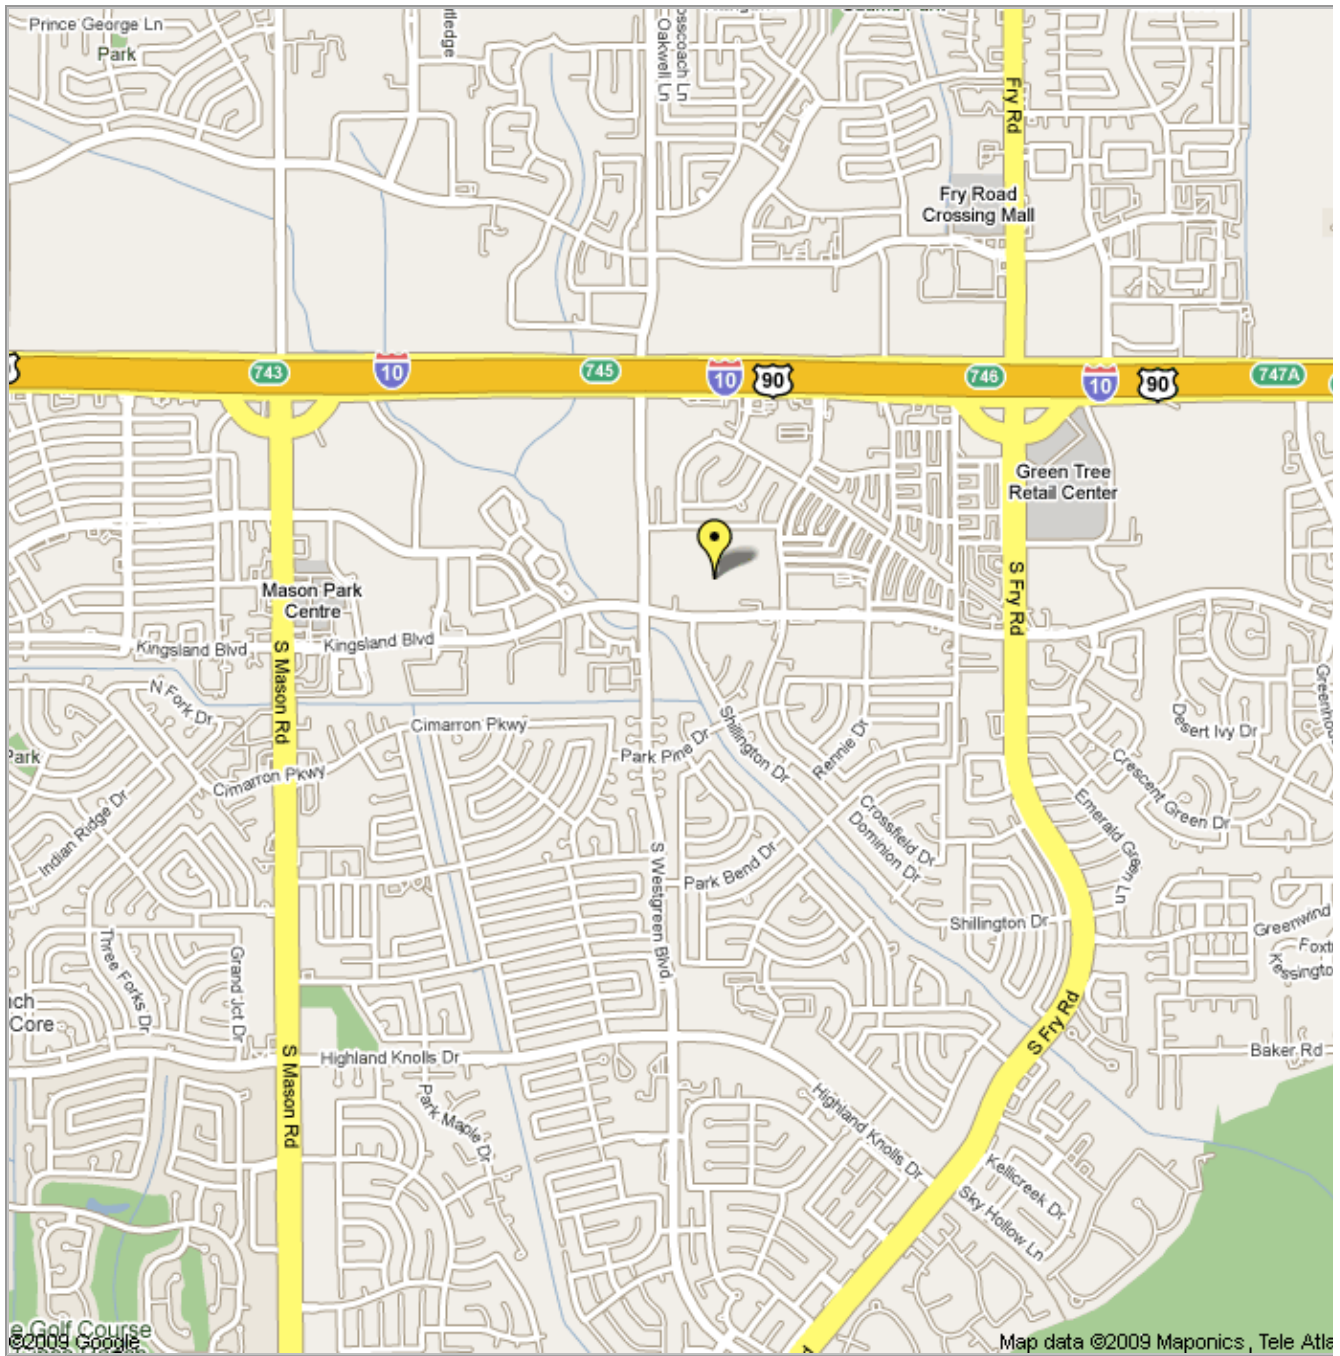 Prince George Ln
Park
Oakwell Ln
Fry Rd
Fry Road
Crossing Mall
743
10
745
10
90
746
10
90
747A
Green Tree
Retail Center
Mason Park
Centre
S Fry Rd
Kingsland Blvd
Kingsland Blvd
S Mason Rd
N Fork Dr
Cimarron Pkwy
Shillington Dr
Rennie Dr
Desert Ivy Dr
Park Pine Dr
Park
Cimarron Pkwy
Crescent Green Dr
Indian Ridge Dr
Emerald Green Ln
Crossfield Dr
Dominion Dr
S Westgreen Blvd
Park Bend Dr
Shillington Dr
Greenwind
Three Forks Dr
Grand Jct Dr
Kessington
Core
S Fry Rd
Baker Rd
Highland Knolls Dr
S Mason Rd
Park Maple Dr
Highland Knolls Dr
Kellicreek Dr
Sky Hollow Ln
e Golf Course
©2009 Google
Map data ©2009 Maponics, Tele Atla